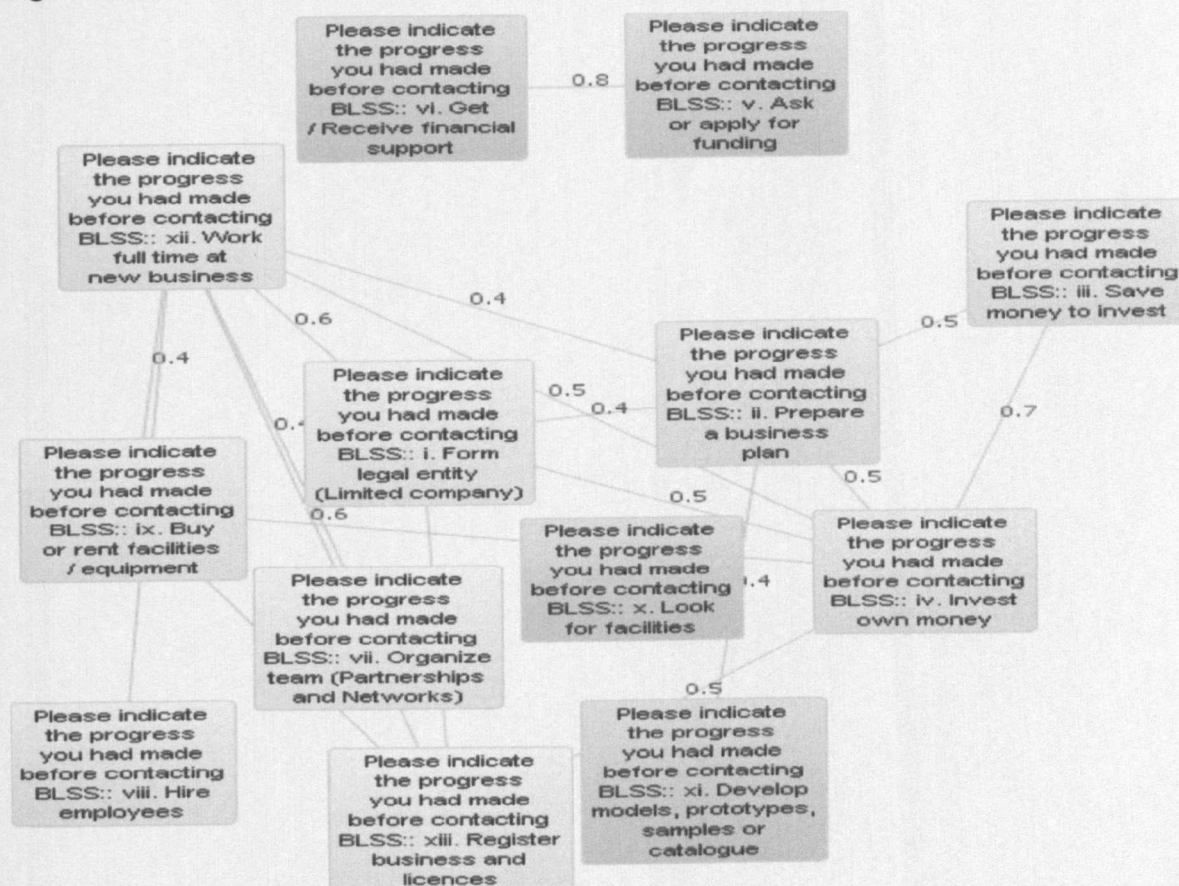 Please indicate
the progress
you had made
before contacting
BLSS:: vi. Get
/ Receive financial
support
0.8
Please indicate
the progress
you had made
before contacting
BLSS:: v. Ask
or apply for
funding
Please indicate
the progress
you had made
before contacting
BLSS:: xii. Work
full time at
new business
Please indicate
the progress
you had made
before contacting
BLSS:: iii. Save
money to invest
0.4
0.6
0.5
0.4
Please indicate
the progress
you had made
before contacting
BLSS:: ii. Prepare
a business
plan
Please indicate
the progress
you had made
before contacting
BLSS:: i. Form
legal entity
(Limited company)
0.5
0.4
0.7
0.5
0.5
0.6
Please indicate
the progress
you had made
before contacting
BLSS:: ix. Buy
or rent facilities
/ equipment
Please indicate
the progress
you had made
before contacting
BLSS:: x. Look
for facilities
Please indicate
the progress
you had made
before contacting
BLSS:: iv. Invest
own money
Please indicate
the progress
you had made
before contacting
BLSS:: vii. Organize
team (Partnerships
and Networks)
0.5
Please indicate
the progress
you had made
before contacting
BLSS:: viii. Hire
employees
Please indicate
the progress
you had made
before contacting
BLSS:: xiii. Register
business and
licences
Please indicate
the progress
you had made
before contacting
BLSS:: xi. Develop
models, prototypes,
samples or
catalogue